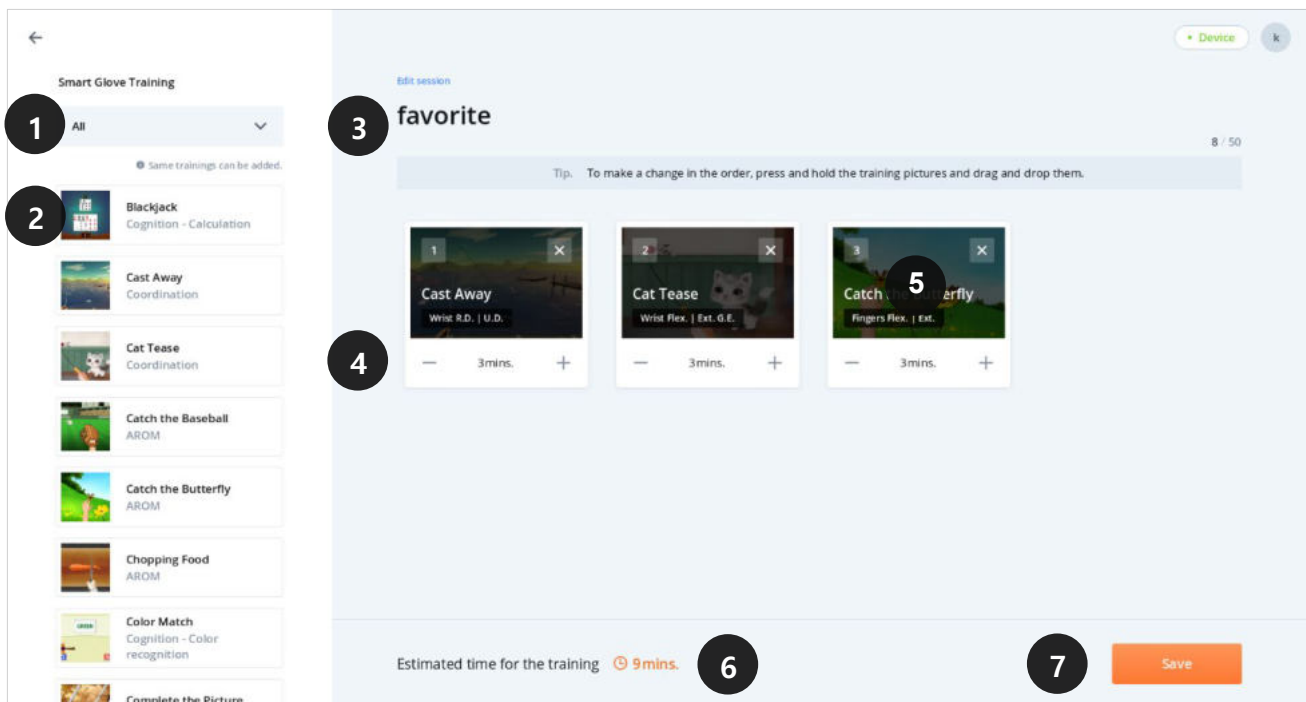 Device
k
Smart Glove Training
1
All
Same trainings can be added.
2
Blackjack
Cognition - Calculation
Cast Away
Coordination
Cat Tease
Coordination
Catch the Baseball
AROM
Catch the Butterfly
AROM
Chopping Food
AROM
Color Match
Cognition - Color
recognition
Complete the Picture
Edit session
3
favorite
8 / 50
Tip. To make a change in the order, press and hold the training pictures and drag and drop them.
1
Cast Away
Wrist R.D. | U.D.
4
3mins.
2
Cat Tease
Wrist Flex. | Ext. G.E.
3mins.
3
5
Catch the Butterfly
Fingers Flex. | Ext.
3mins.
Estimated time for the training 9mins.
6
7
Save